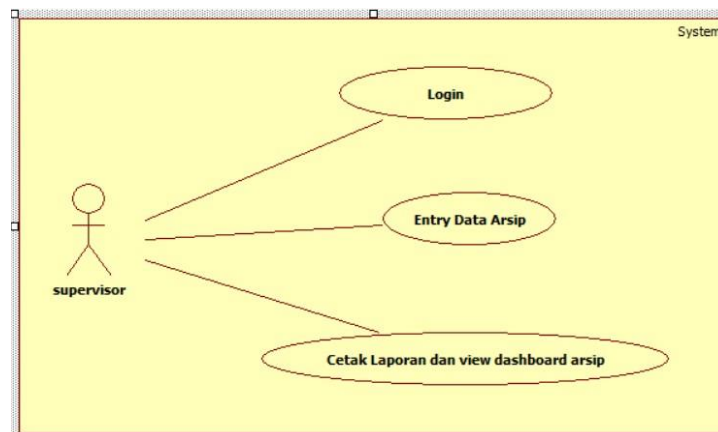 System
Login
Entry Data Arsip
supervisor
Cetak Laporan dan view dashboard arsip